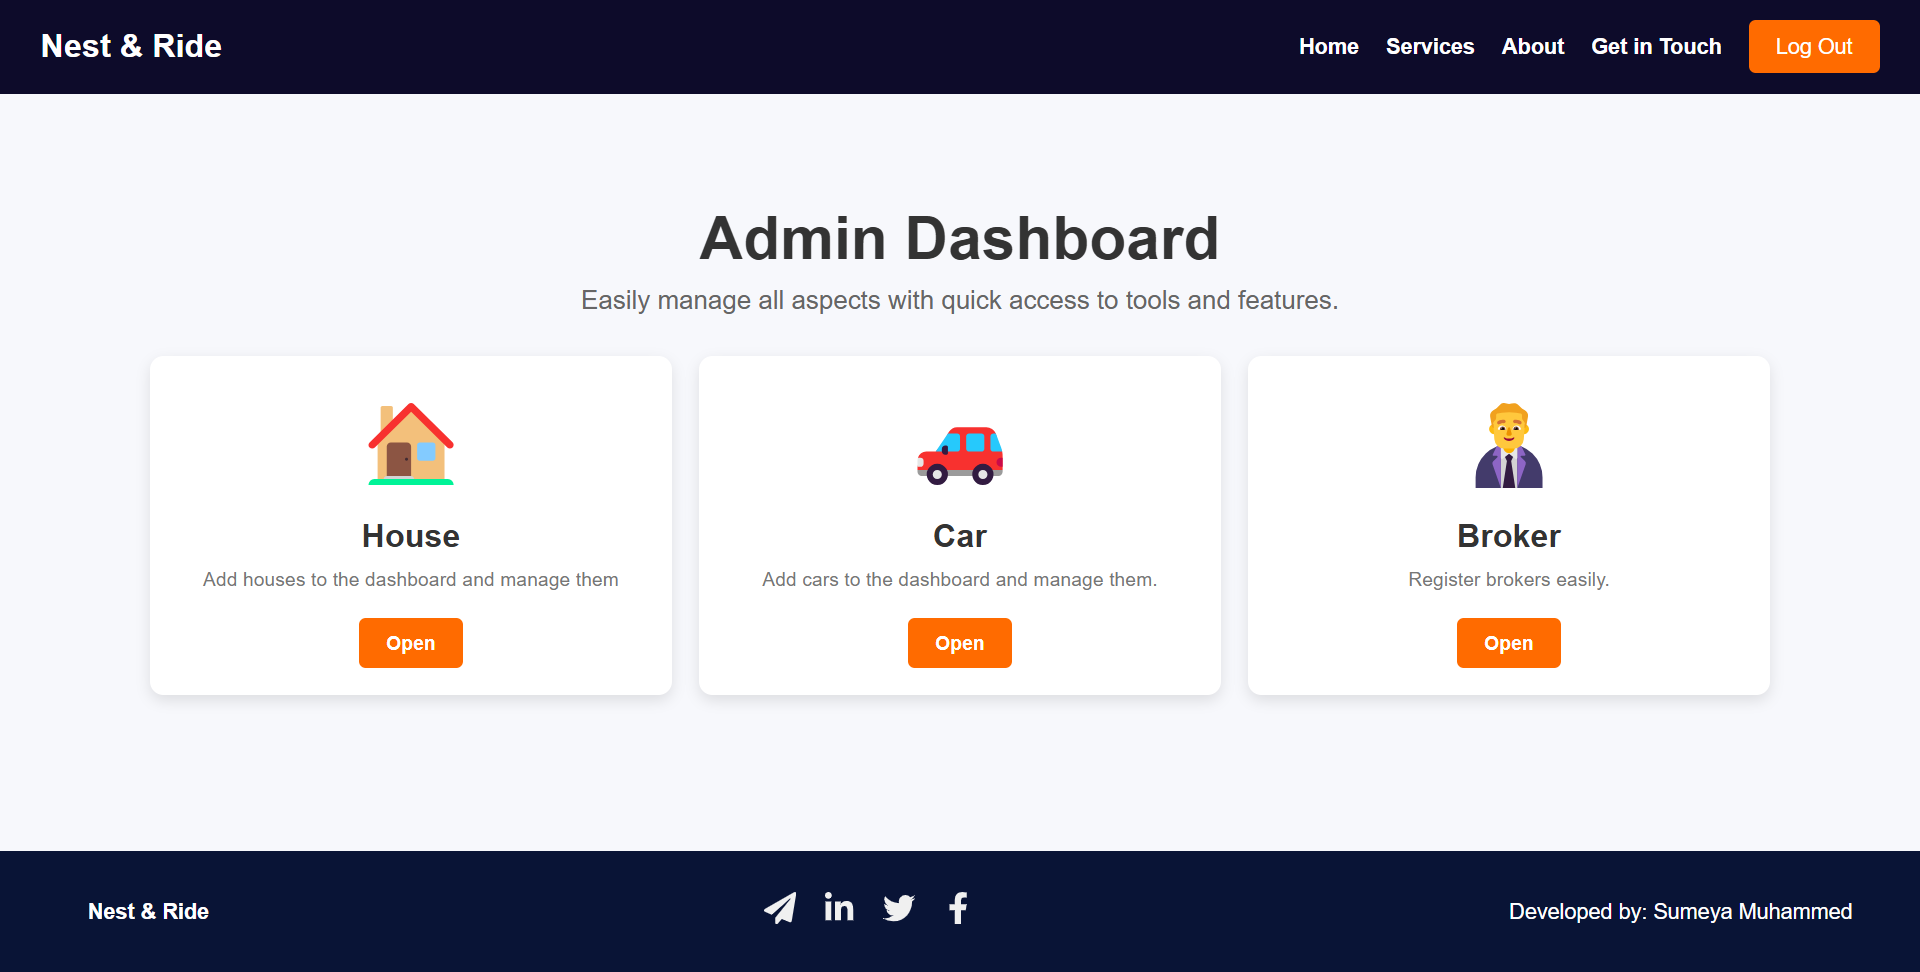 Nest & Ride
Home Services About Get in Touch Log Out
Admin Dashboard
Easily manage all aspects with quick access to tools and features.
House
Add houses to the dashboard and manage them
Open
Car
Add cars to the dashboard and manage them.
Open
Broker
Register brokers easily.
Open
Nest & Ride
Developed by: Sumeya Muhammed